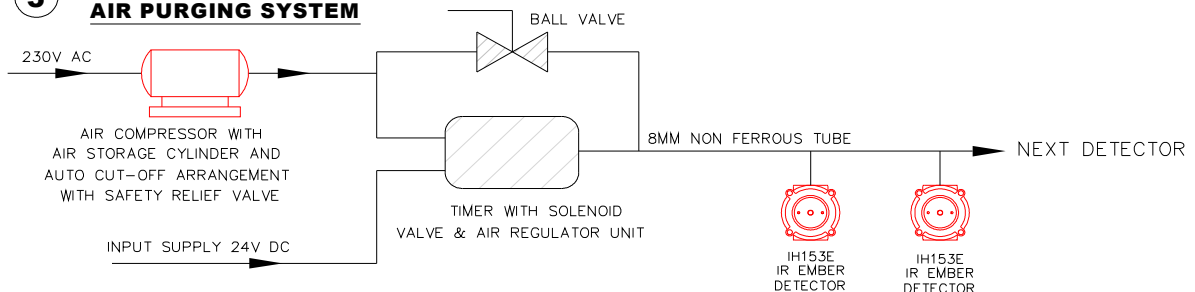 AIR PURGING SYSTEM
BALL VALVE
230V AC
AIR COMPRESSOR WITH
AIR STORAGE CYLINDER AND
AUTO CUT-OFF ARRANGEMENT
WITH SAFETY RELIEF VALVE
8MM NON FERROUS TUBE
NEXT DETECTOR
TIMER WITH SOLENOID
VALVE & AIR REGULATOR UNIT
INPUT SUPPLY 24V DC
IH153E
IR EMBER
DETECTOR
IH153E
IR EMBER
DETECTOR